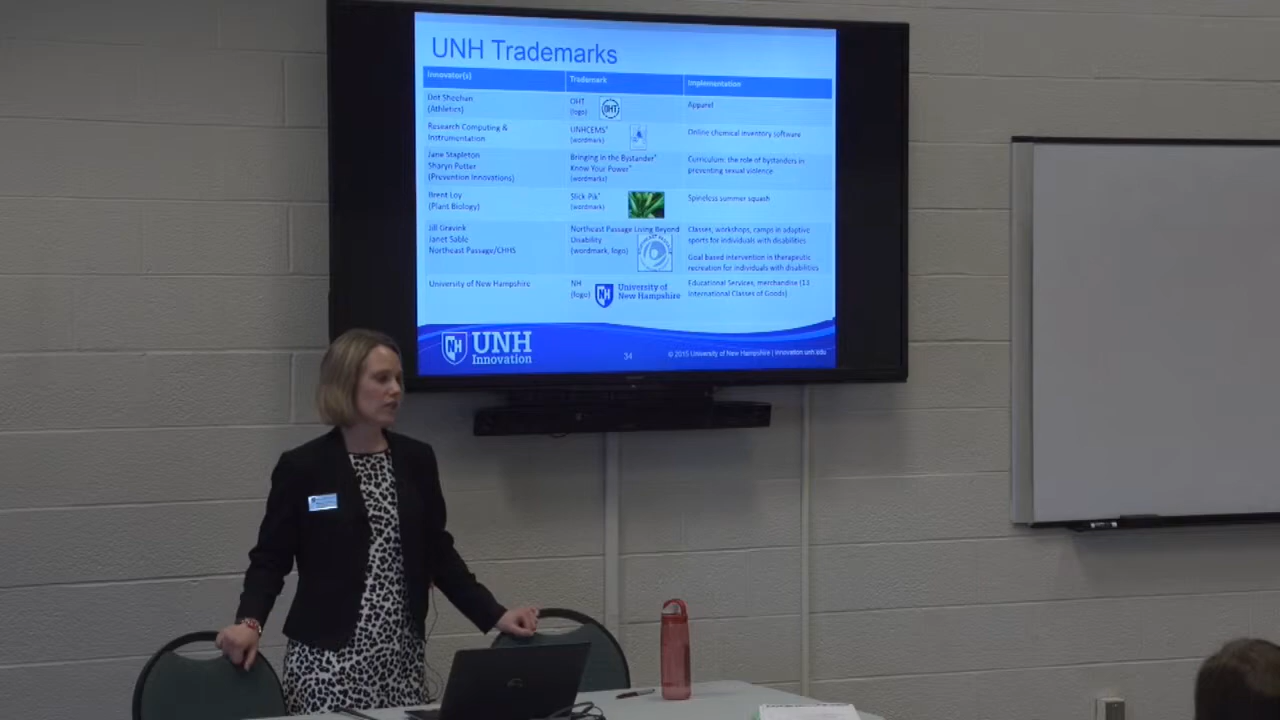 UNH Trademarks
Innovator(s) Trademark Implementation
Dot Sheehan
(Athletics)
OHT
(logo)
OHT
Apparel
Research Computing &
Instrumentation
UNHCEMS®
(wordmark)
Online chemical inventory software
Jane Stapleton
Sharyn Potter
(Prevention Innovations)
Bringing in the Bystander®
Know Your Power®
(wordmarks)
Curriculum: the role of bystanders in
preventing sexual violence
Brent Loy
(Plant Biology)
Slick Pik®
(wordmark)
Spineless summer squash
Jill Gravink
Janet Sable
Northeast Passage/CHHS
Northeast Passage Living Beyond
Disability
(wordmark, logo)
Classes, workshops, camps in adaptive
sports for individuals with disabilities
Goal based intervention in therapeutic
recreation for individuals with disabilities
University of New Hampshire
NH
(logo)
NH
University of
New Hampshire
Educational Services, merchandise (13
International Classes of Goods)
NH
UNH
Innovation
34
© 2015 University of New Hampshire | innovation.unh.edu